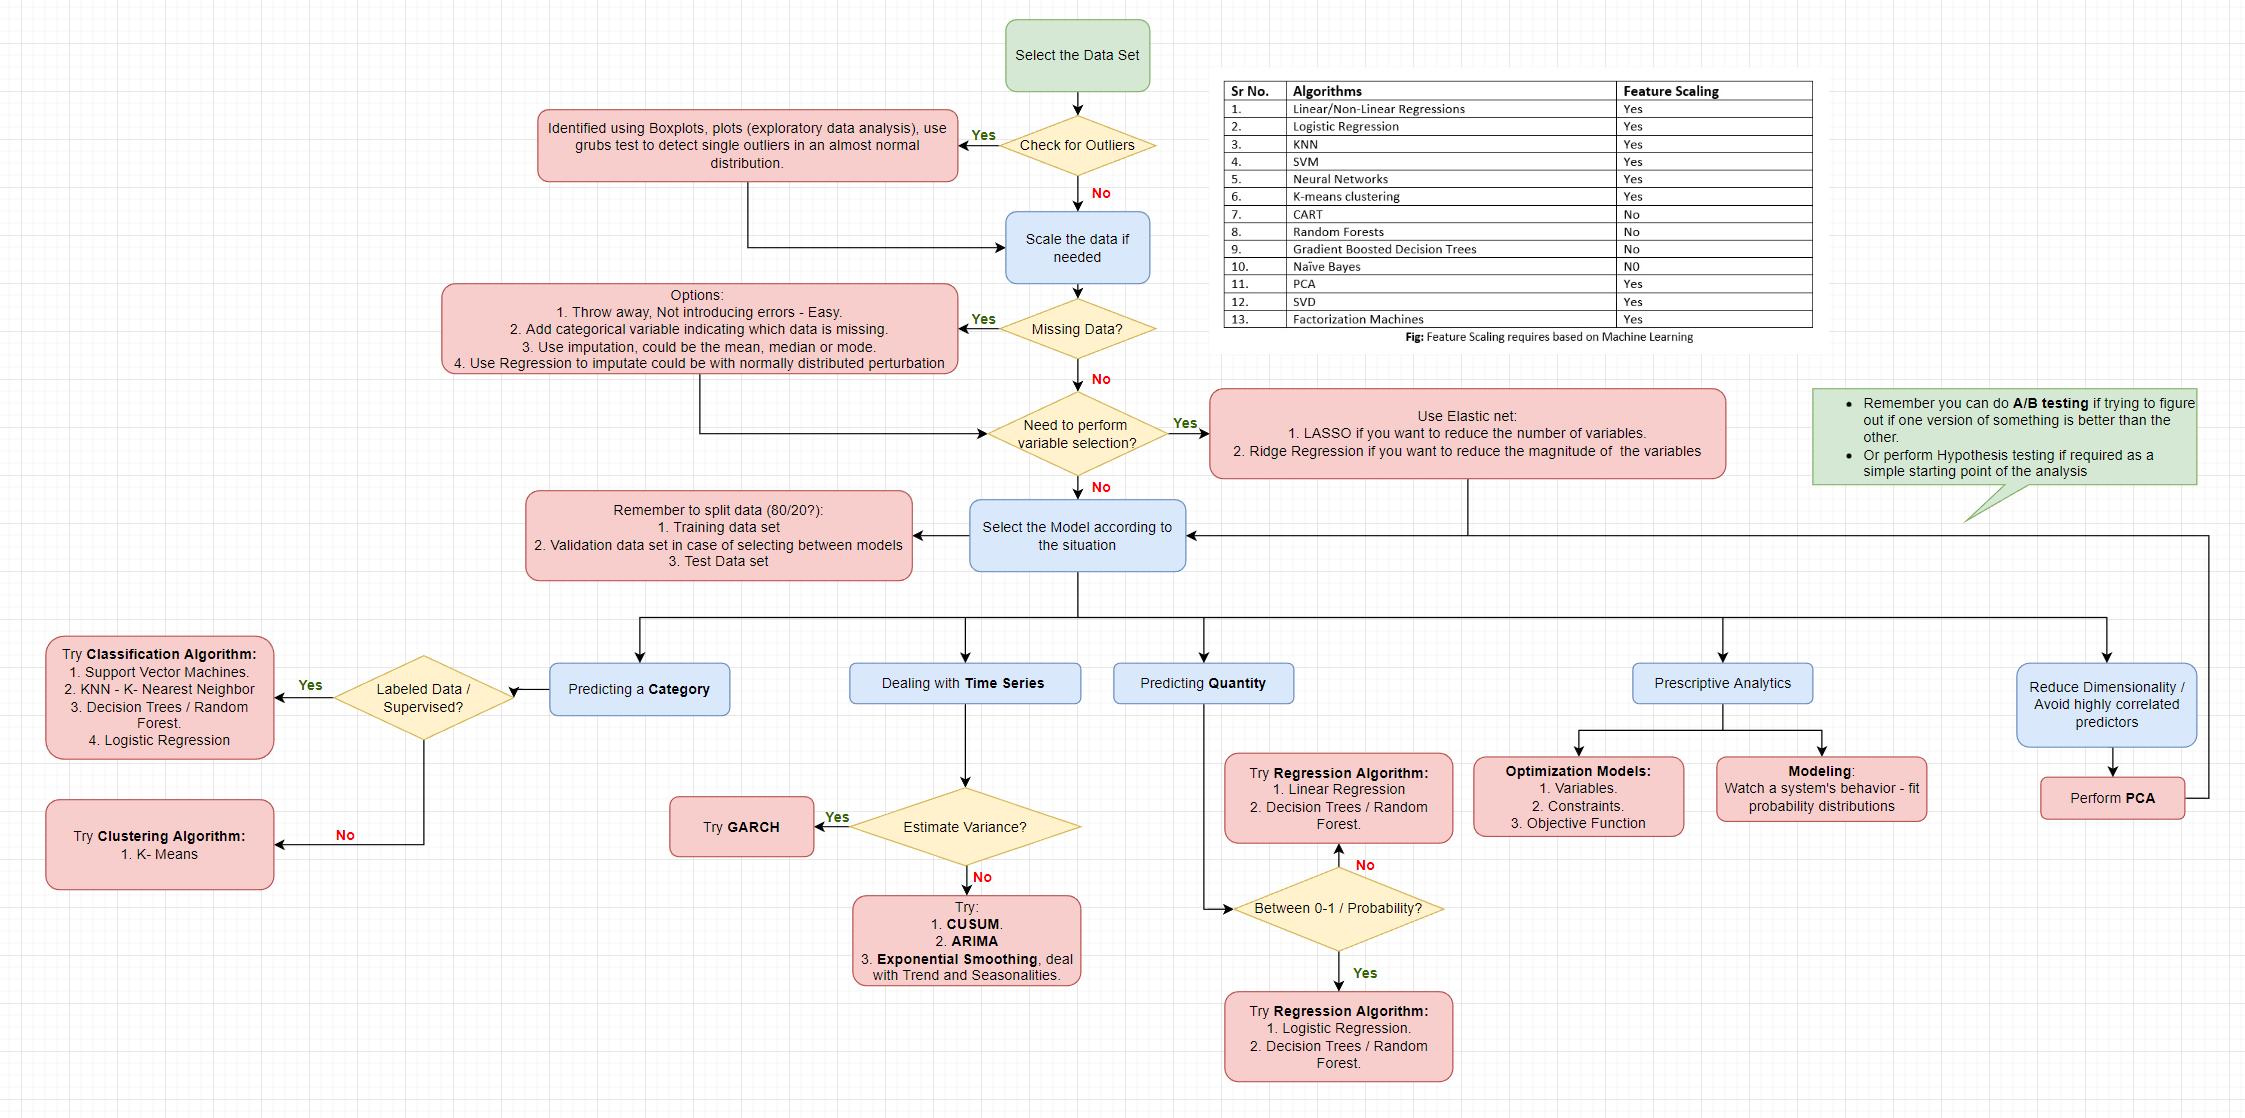 Select the Data Set
Sr No. Algorithms Feature Scaling
1. Linear/Non-Linear Regressions Yes
2. Logistic Regression Yes
3. KNN Yes
4. SVM Yes
5. Neural Networks Yes
6. K-means clustering Yes
7. CART No
8. Random Forests No
9. Gradient Boosted Decision Trees No
10. Naïve Bayes N0
11. PCA Yes
12. SVD Yes
13. Factorization Machines Yes
Fig: Feature Scaling requires based on Machine Learning
Check for Outliers
Yes
Identified using Boxplots, plots (exploratory data analysis), use
grubs test to detect single outliers in an almost normal
distribution.
No
Scale the data if
needed
Missing Data?
Yes
Options:
1. Throw away, Not introducing errors - Easy.
2. Add categorical variable indicating which data is missing.
3. Use imputation, could be the mean, median or mode.
4. Use Regression to imputate could be with normally distributed perturbation
No
Need to perform
variable selection?
Yes
Use Elastic net:
1. LASSO if you want to reduce the number of variables.
2. Ridge Regression if you want to reduce the magnitude of the variables
• Remember you can do A/B testing if trying to figure
out if one version of something is better than the
other.
• Or perform Hypothesis testing if required as a
simple starting point of the analysis
No
Select the Model according to
the situation
Remember to split data (80/20?):
1. Training data set
2. Validation data set in case of selecting between models
3. Test Data set
Predicting a Category
Labeled Data /
Supervised?
Yes
Try Classification Algorithm:
1. Support Vector Machines.
2. KNN - K- Nearest Neighbor
3. Decision Trees / Random
Forest.
4. Logistic Regression
No
Try Clustering Algorithm:
1. K- Means
Dealing with Time Series
Estimate Variance?
Yes
Try GARCH
No
Try:
1. CUSUM.
2. ARIMA
3. Exponential Smoothing, deal
with Trend and Seasonalities.
Predicting Quantity
Between 0-1 / Probability?
No
Try Regression Algorithm:
1. Linear Regression
2. Decision Trees / Random
Forest.
Yes
Try Regression Algorithm:
1. Logistic Regression.
2. Decision Trees / Random
Forest.
Prescriptive Analytics
Optimization Models:
1. Variables.
2. Constraints.
3. Objective Function
Modeling:
Watch a system's behavior - fit
probability distributions
Reduce Dimensionality /
Avoid highly correlated
predictors
Perform PCA